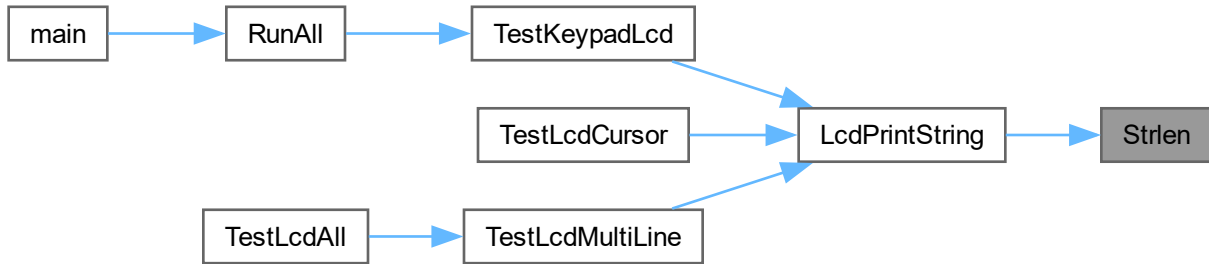 main
RunAll
TestKeypadLcd
TestLcdCursor
LcdPrintString
Strlen
TestLcdAll
TestLcdMultiLine